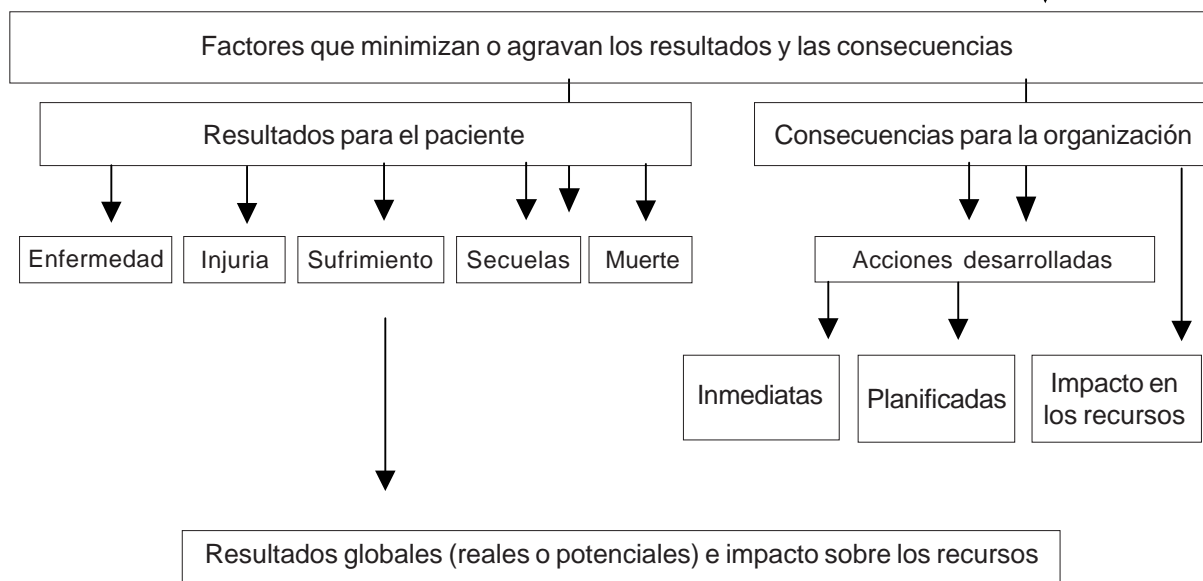 Factores que minimizan o agravan los resultados y las consecuencias
Resultados para el paciente
Consecuencias para la organización
Enfermedad
Injuria
Sufrimiento
Secuelas
Muerte
Acciones desarrolladas
Inmediatas
Planificadas
Impacto en
los recursos
Resultados globales (reales o potenciales) e impacto sobre los recursos